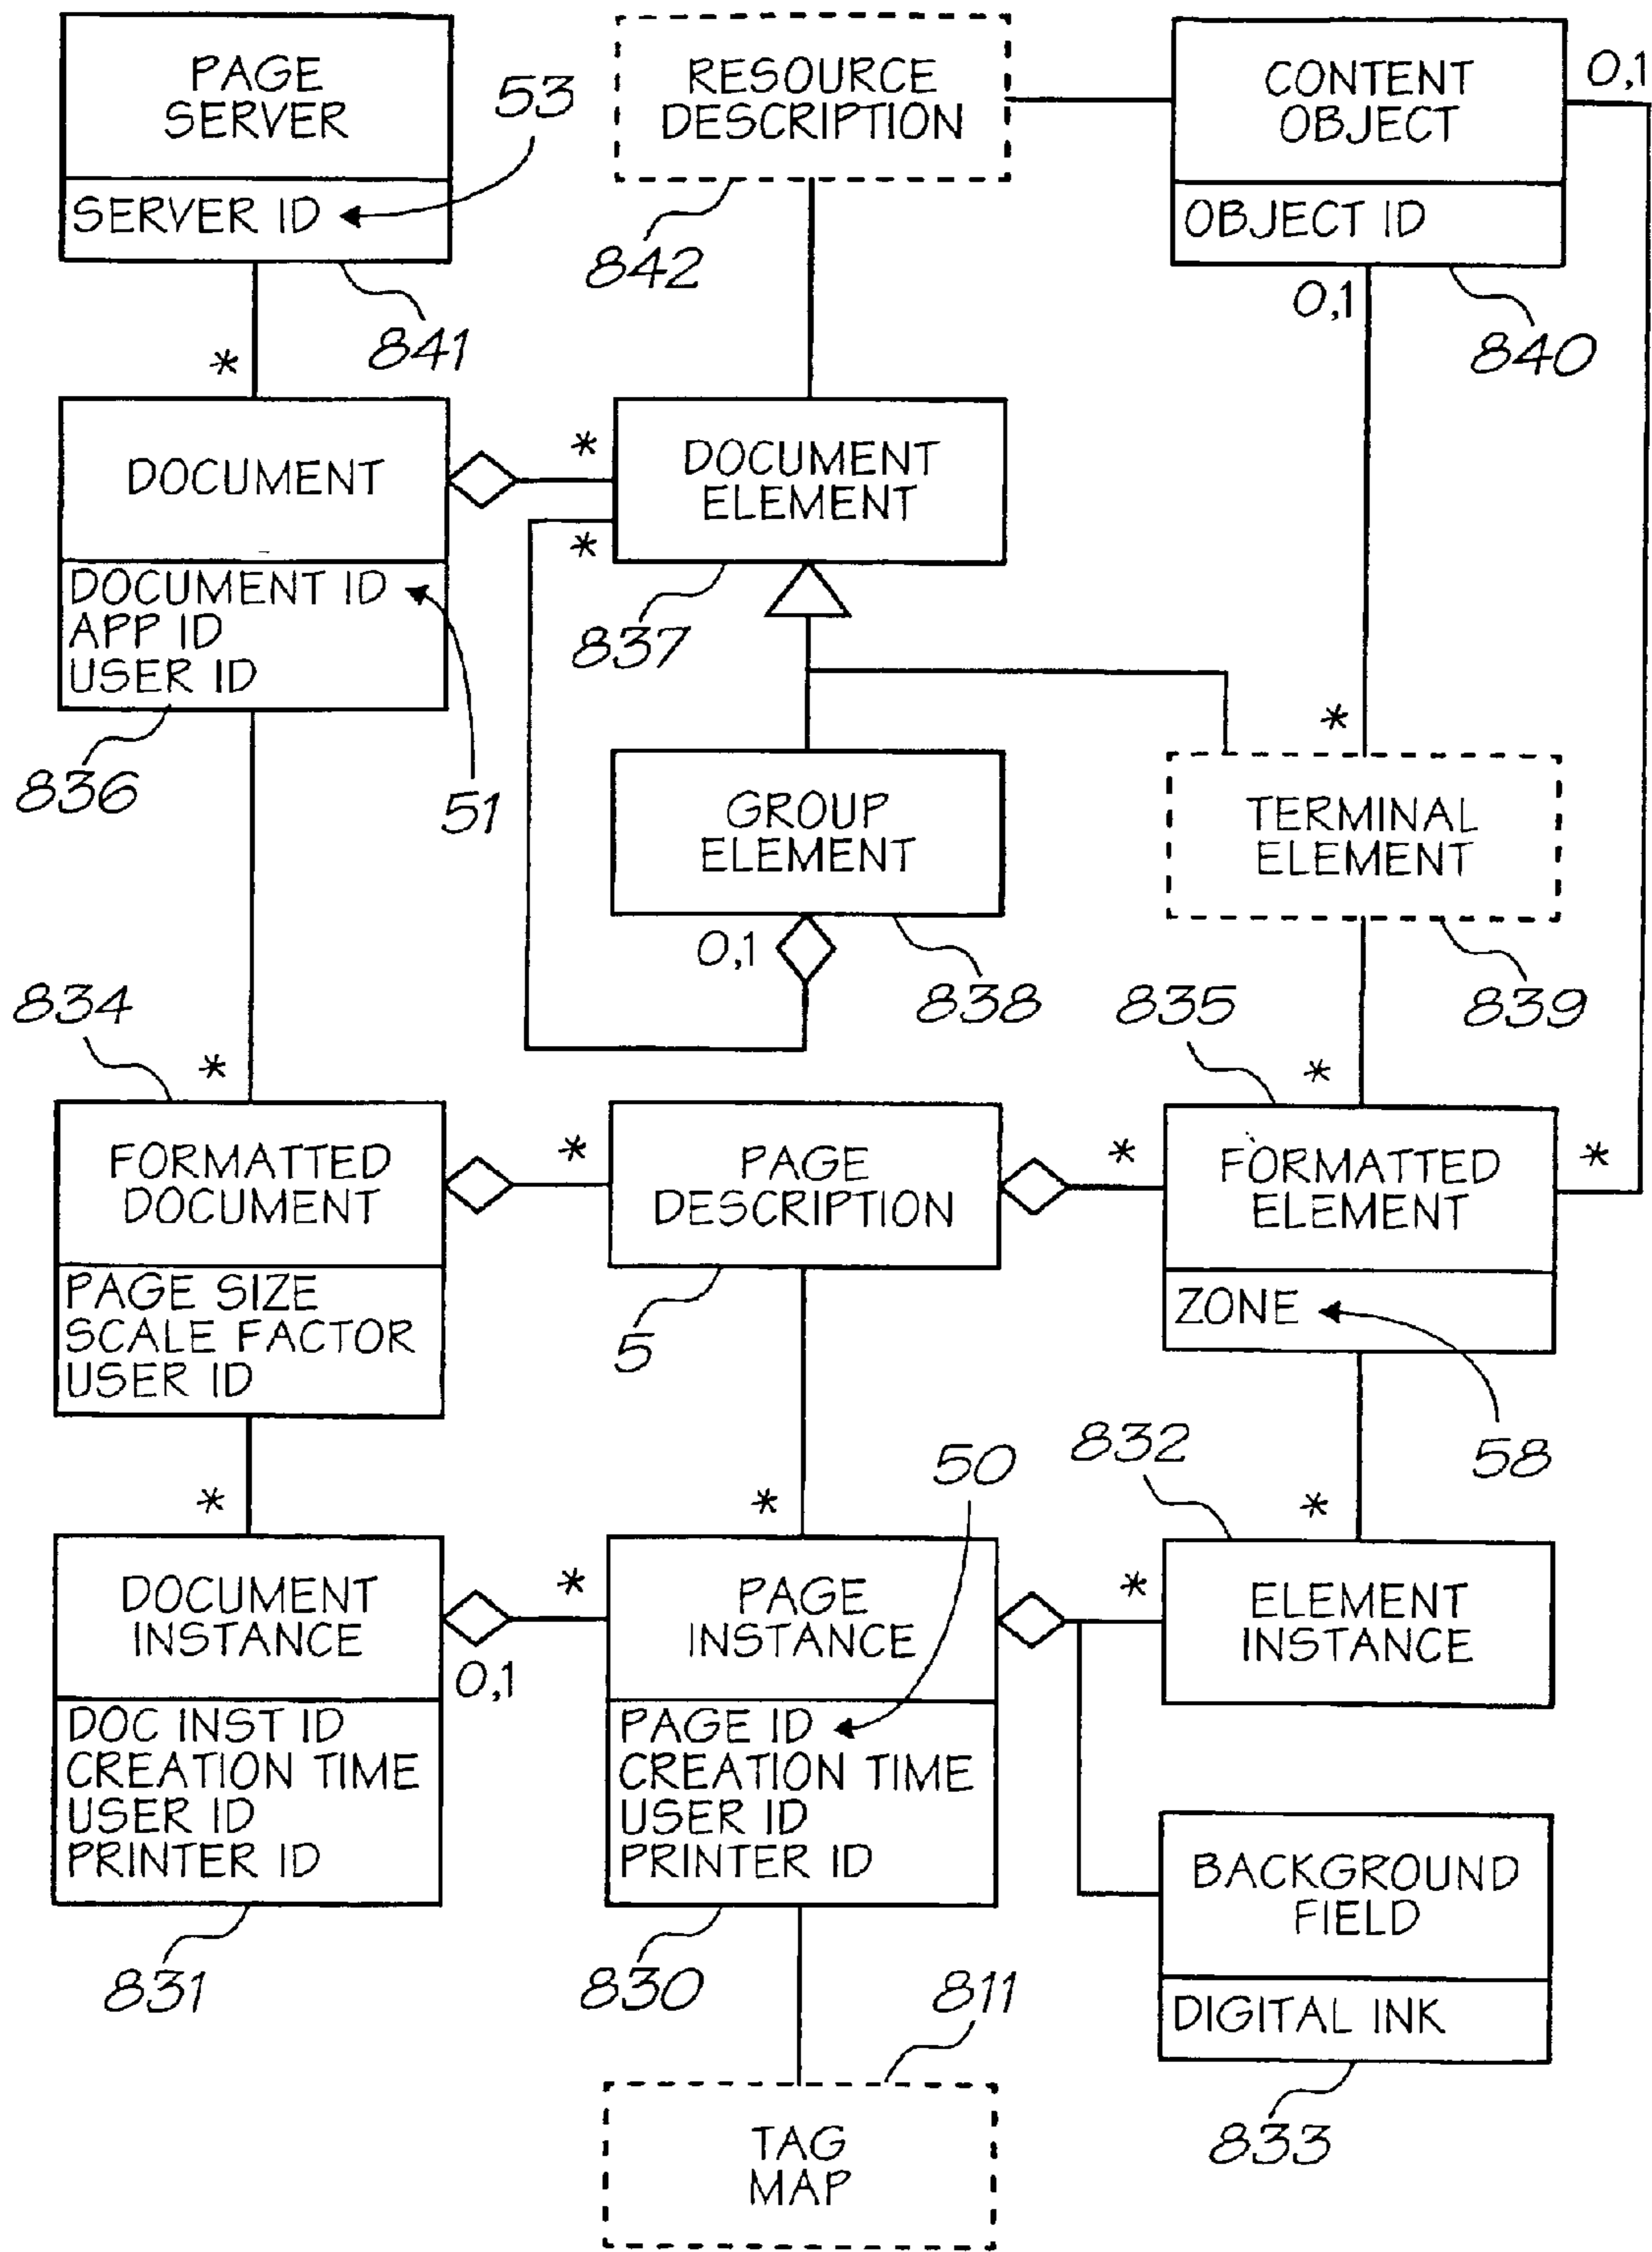 PAGE
SERVER
SERVER ID
53
841
*
RESOURCE
DESCRIPTION
842
CONTENT
OBJECT
OBJECT ID
0,1
0,1
840
DOCUMENT
DOCUMENT ID
APP ID
USER ID
836
51
*
*
DOCUMENT
ELEMENT
837
GROUP
ELEMENT
0,1
838
*
TERMINAL
ELEMENT
839
834
*
FORMATTED
DOCUMENT
PAGE SIZE
SCALE FACTOR
USER ID
*
PAGE
DESCRIPTION
5
*
835
*
FORMATTED
ELEMENT
*
ZONE
58
*
DOCUMENT
INSTANCE
0,1
DOC INST ID
CREATION TIME
USER ID
PRINTER ID
831
*
*
50
PAGE
INSTANCE
PAGE ID
CREATION TIME
USER ID
PRINTER ID
830
*
832
*
ELEMENT
INSTANCE
BACKGROUND
FIELD
DIGITAL INK
833
811
TAG
MAP